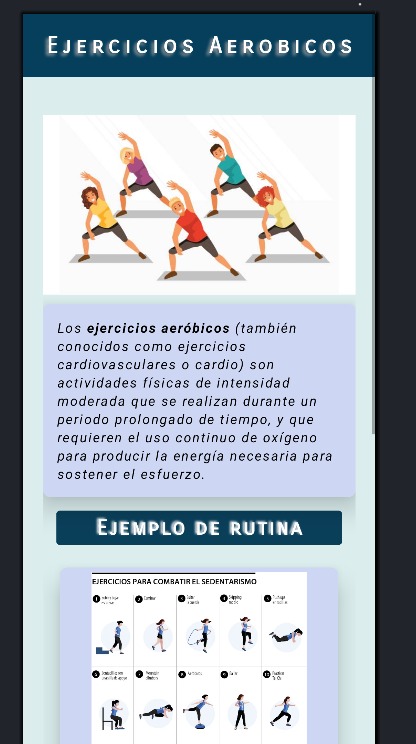 Ejercicios Aerobicos
Los ejercicios aeróbicos (también
conocidos como ejercicios
cardiovasculares o cardio) son
actividades físicas de intensidad
moderada que se realizan durante un
periodo prolongado de tiempo, y que
requieren el uso continuo de oxígeno
para producir la energía necesaria para
sostener el esfuerzo.
Ejemplo de rutina
EJERCICIOS PARA COMBATIR EL SEDENTARISMO